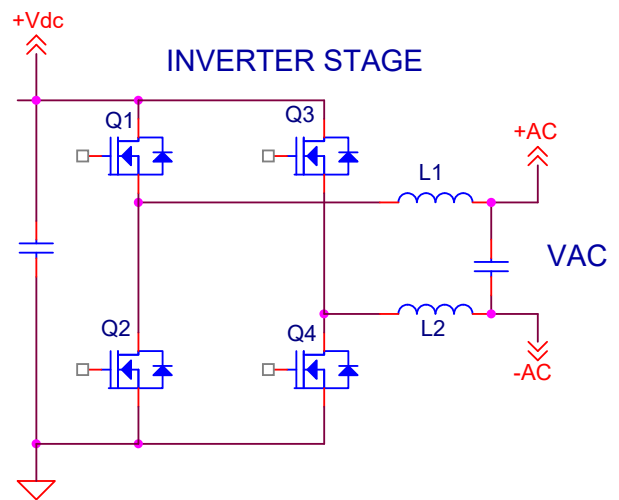 +Vdc
INVERTER STAGE
Q1
Q3
+AC
L1
VAC
Q2
Q4
L2
-AC